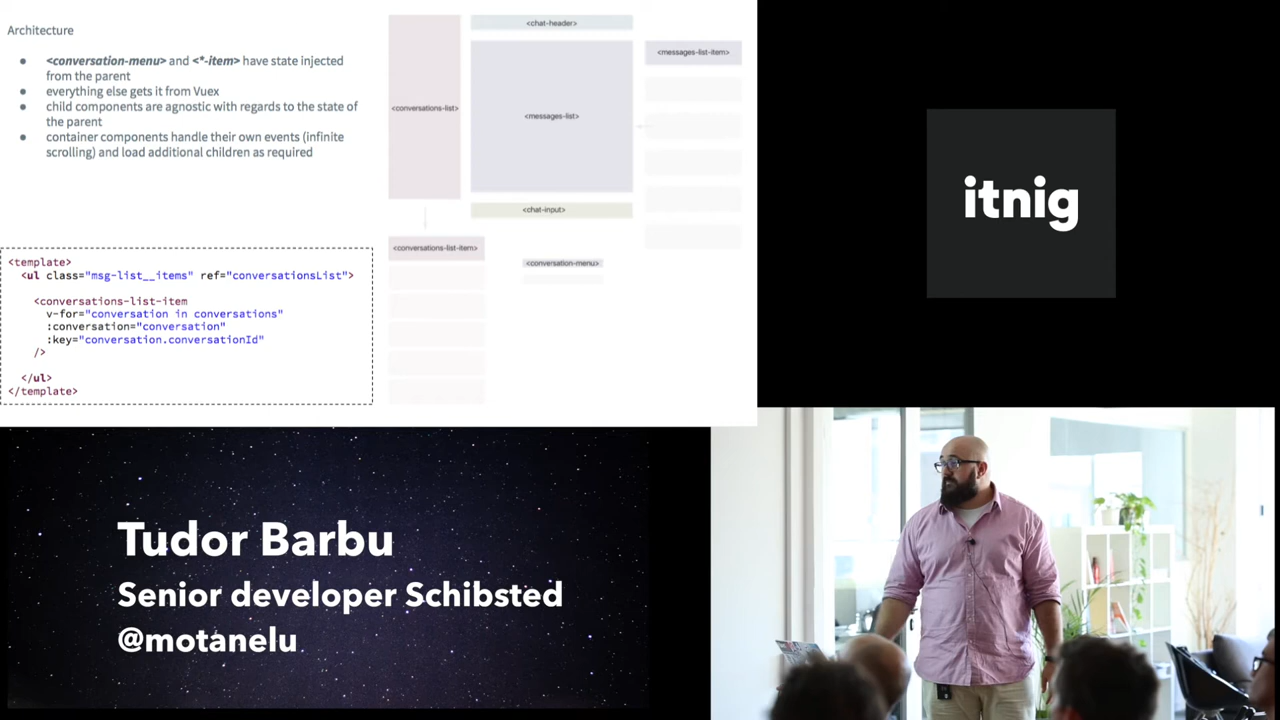 Architecture
● <conversation-menu> and <*-item> have state injected
from the parent
● everything else gets it from Vuex
● child components are agnostic with regards to the state of
the parent
● container components handle their own events (infinite
scrolling) and load additional children as required
<template>
<ul class="msg-list__items" ref="conversationsList">
<conversations-list-item
v-for="conversation in conversations"
:conversation="conversation"
:key="conversation.conversationId"
/>
</ul>
</template>
<conversations-list>
<chat-header>
<messages-list>
<chat-input>
<messages-list-item>
<conversations-list-item>
<conversation-menu>
itnig
Tudor Barbu
Senior developer Schibsted
@motanelu